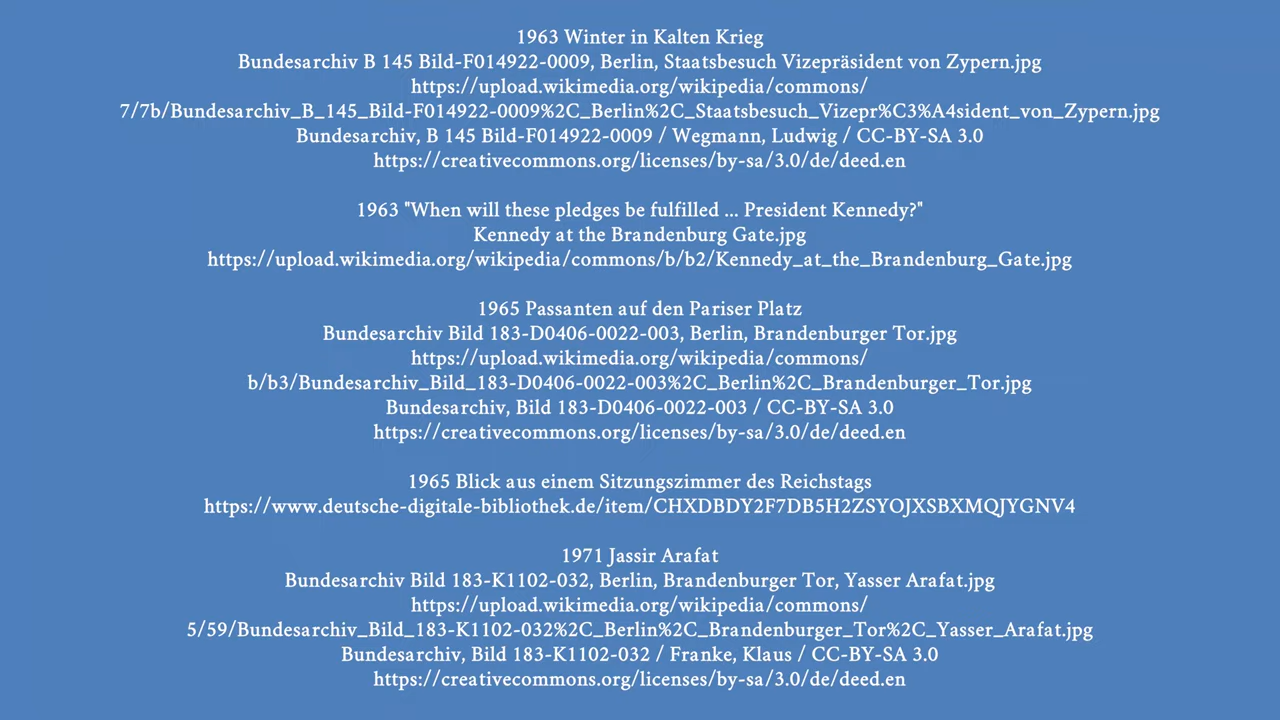 1963 Winter in Kalten Krieg
Bundesarchiv B 145 Bild-F014922-0009, Berlin, Staatsbesuch Vizepräsident von Zypern.jpg
https://upload.wikimedia.org/wikipedia/commons/
7/7b/Bundesarchiv_B_145_Bild-F014922-0009%2C_Berlin%2C_Staatsbesuch_Vizepr%C3%A4sident_von_Zypern.jpg
Bundesarchiv, B 145 Bild-F014922-0009 / Wegmann, Ludwig / CC-BY-SA 3.0
https://creativecommons.org/licenses/by-sa/3.0/de/deed.en
1963 "When will these pledges be fulfilled ... President Kennedy?"
Kennedy at the Brandenburg Gate.jpg
https://upload.wikimedia.org/wikipedia/commons/b/b2/Kennedy_at_the_Brandenburg_Gate.jpg
1965 Passanten auf den Pariser Platz
Bundesarchiv Bild 183-D0406-0022-003, Berlin, Brandenburger Tor.jpg
https://upload.wikimedia.org/wikipedia/commons/
b/b3/Bundesarchiv_Bild_183-D0406-0022-003%2C_Berlin%2C_Brandenburger_Tor.jpg
Bundesarchiv, Bild 183-D0406-0022-003 / CC-BY-SA 3.0
https://creativecommons.org/licenses/by-sa/3.0/de/deed.en
1965 Blick aus einem Sitzungszimmer des Reichstags
https://www.deutsche-digitale-bibliothek.de/item/CHXDBDY2F7DB5H2ZSYOJXSBXMQJYGNV4
1971 Jassir Arafat
Bundesarchiv Bild 183-K1102-032, Berlin, Brandenburger Tor, Yasser Arafat.jpg
https://upload.wikimedia.org/wikipedia/commons/
5/59/Bundesarchiv_Bild_183-K1102-032%2C_Berlin%2C_Brandenburger_Tor%2C_Yasser_Arafat.jpg
Bundesarchiv, Bild 183-K1102-032 / Franke, Klaus / CC-BY-SA 3.0
https://creativecommons.org/licenses/by-sa/3.0/de/deed.en